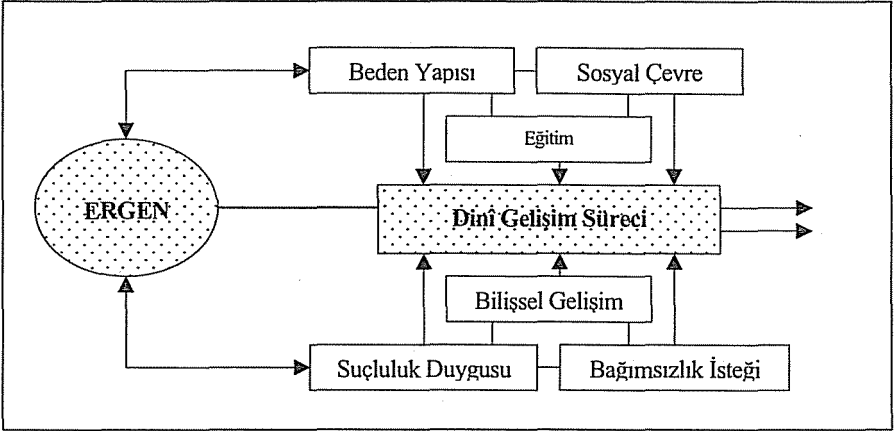 Beden Yapısı
Sosyal Çevre
Eğitim
ERGEN
Dinî Gelişim Süreci
Bilişsel Gelişim
Suçluluk Duygusu
Bağımsızlık İsteği